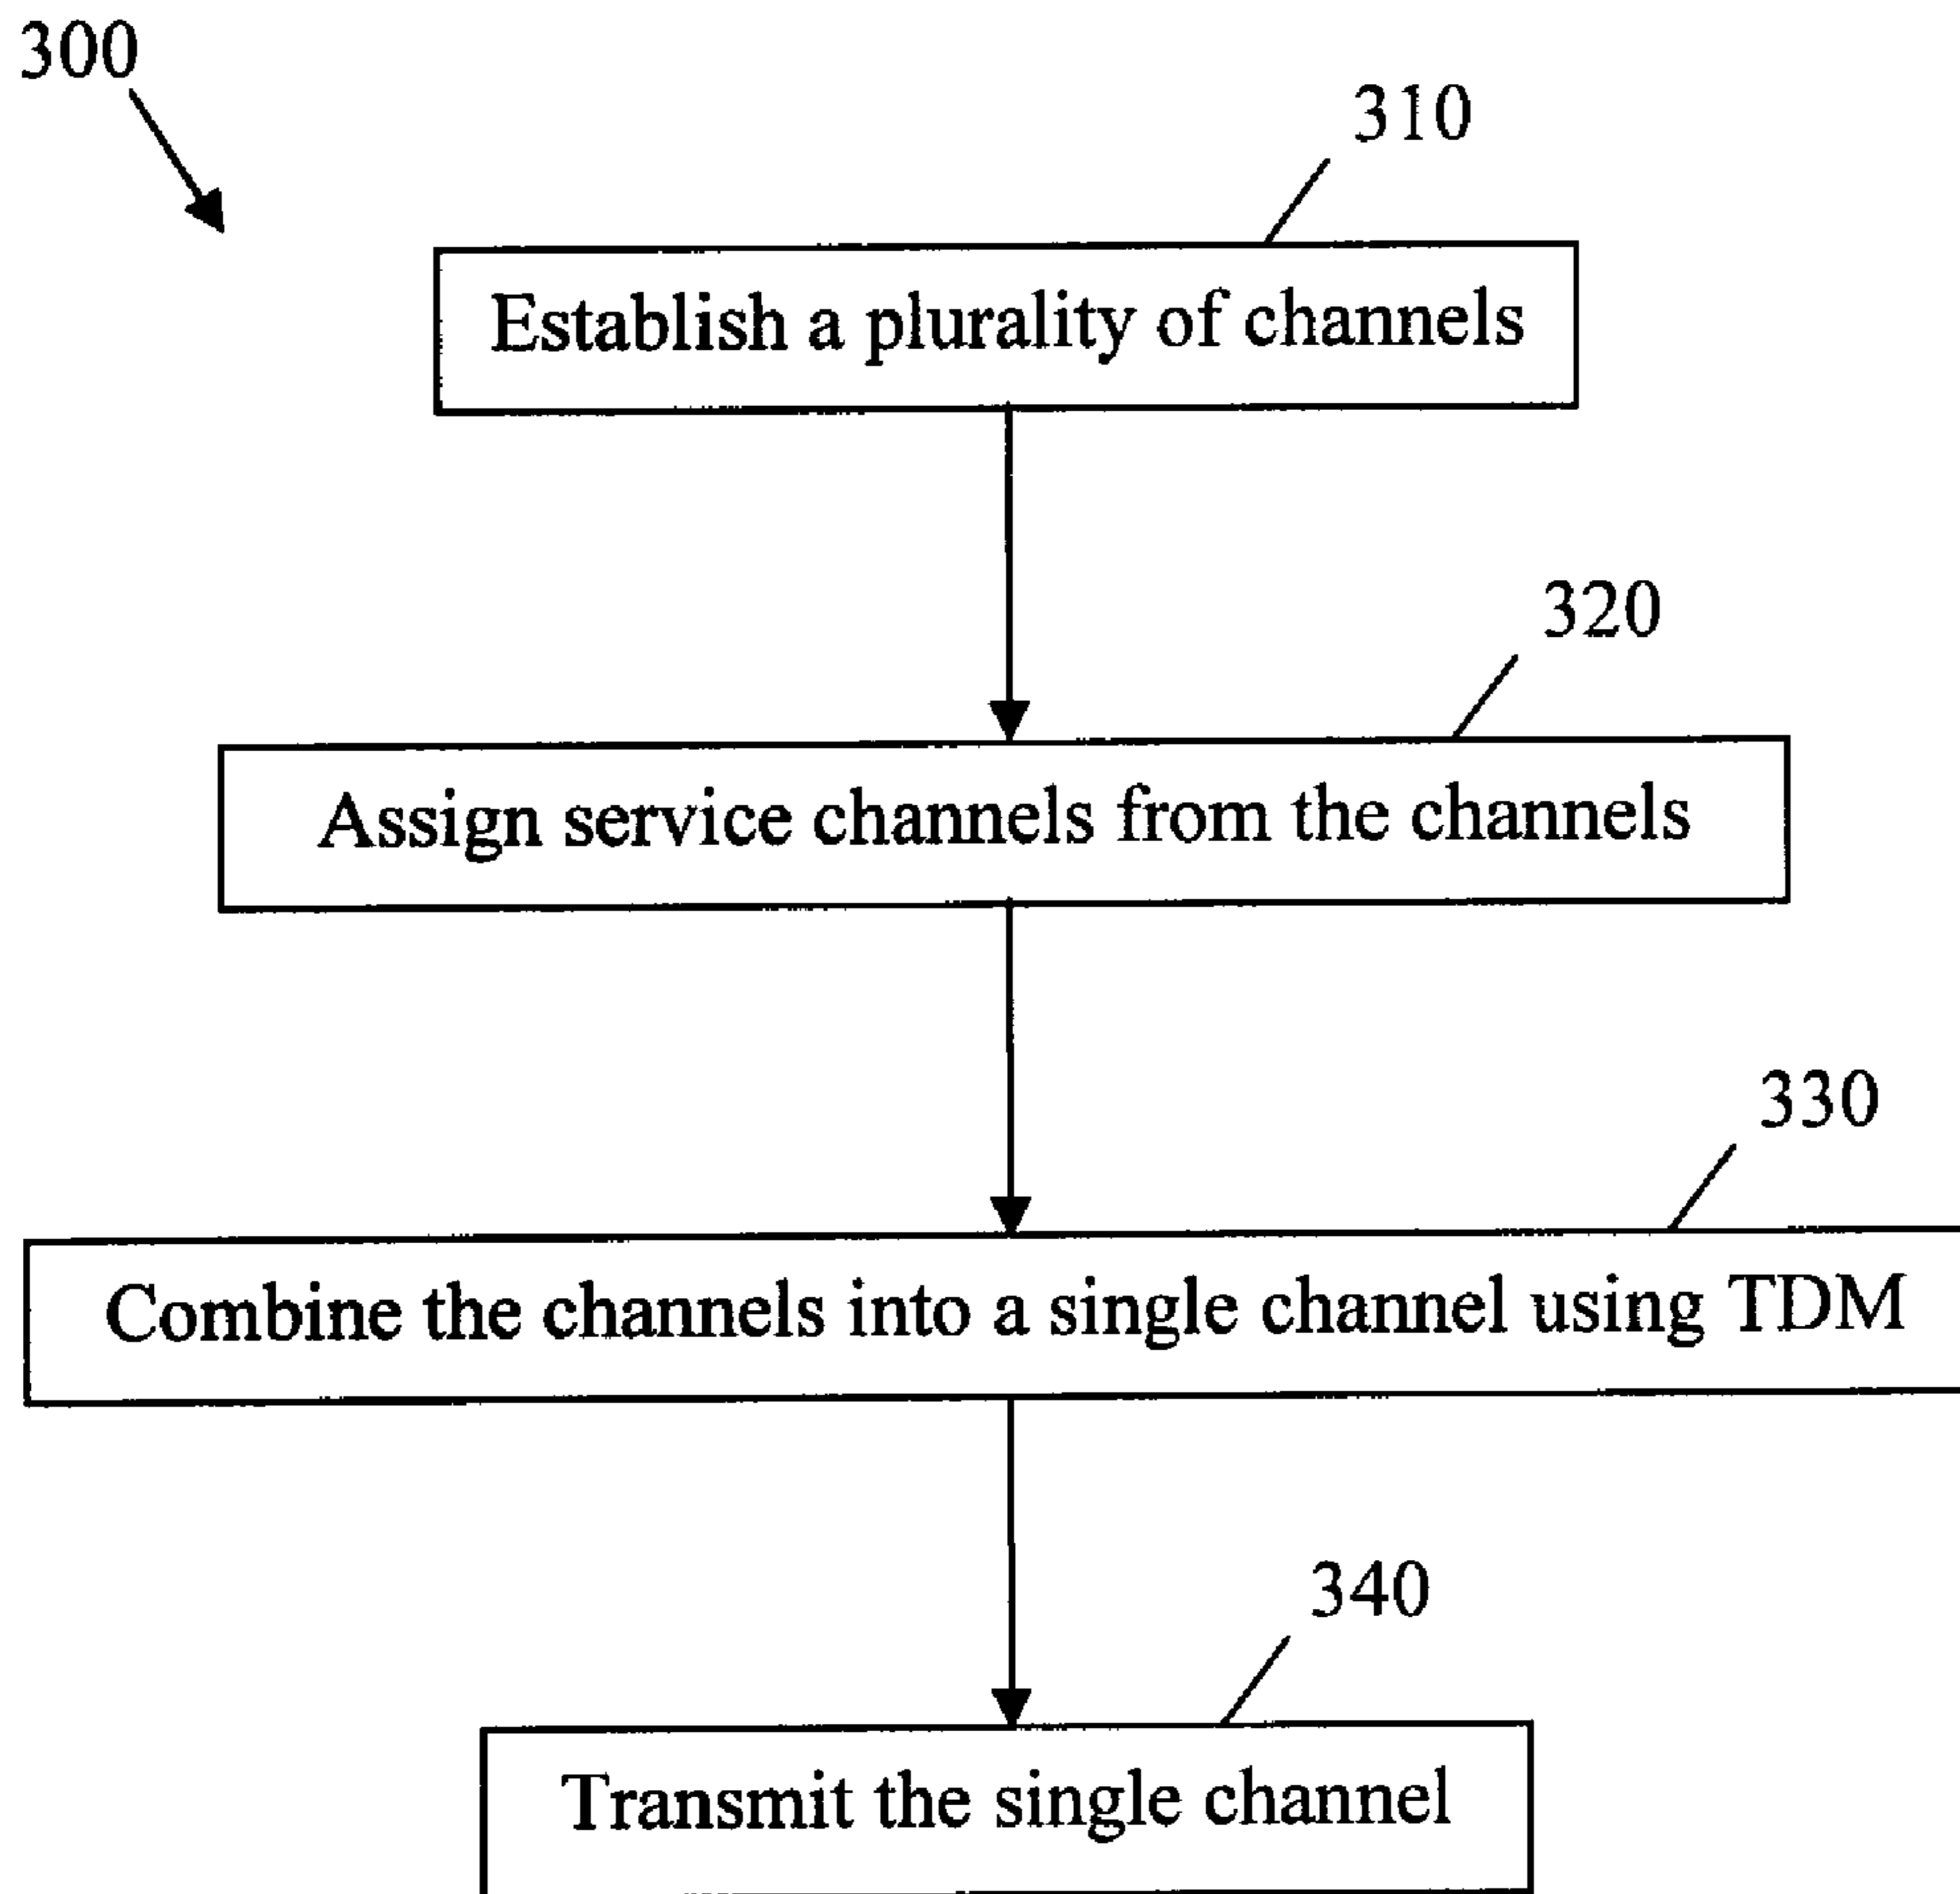 300
310
Establish a plurality of channels
320
Assign service channels from the channels
330
Combine the channels into a single channel using TDM
340
Transmit the single channel